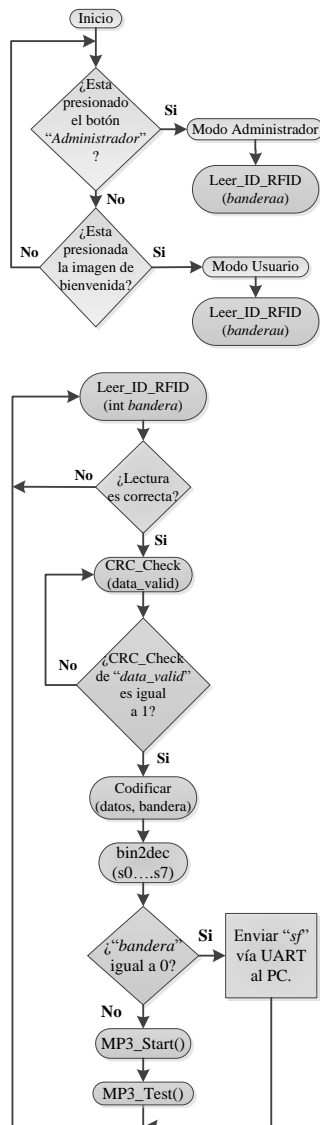 Inicio
¿Esta
presionado
el botón
“Administrador”
?
Si
Modo Administrador
Leer_ID_RFID
(banderaa)
No
¿Esta
presionada
la imagen de
bienvenida?
No
Si
Modo Usuario
Leer_ID_RFID
(banderau)
Leer_ID_RFID
(int bandera)
No
¿Lectura
es correcta?
Si
CRC_Check
(data_valid)
No
¿CRC_Check
de “data_valid”
es igual
a 1?
Si
Codificar
(datos, bandera)
bin2dec
(s0….s7)
¿“bandera”
igual a 0?
Si
Enviar “sf”
vía UART
al PC.
No
MP3_Start()
MP3_Test()